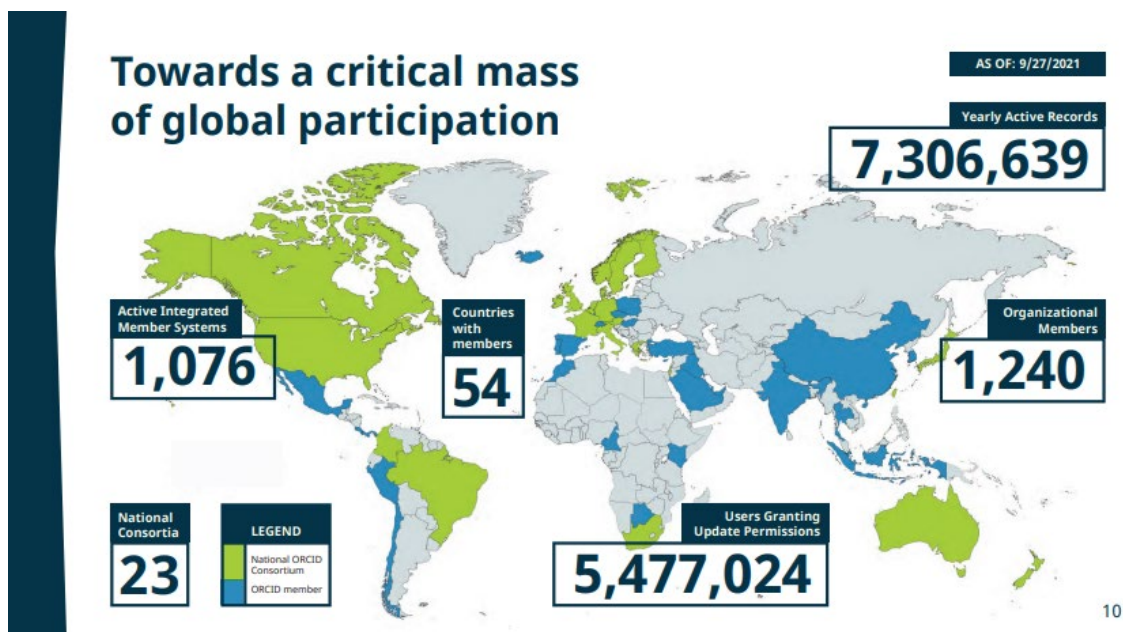 Towards a critical mass
of global participation
AS OF: 9/27/2021
Yearly Active Records
7,306,639
Active Integrated
Member Systems
1,076
Countries
with
members
54
Organizational
Members
1,240
National
Consortia
23
LEGEND
National ORCID
Consortium
ORCID member
Users Granting
Update Permissions
5,477,024
10